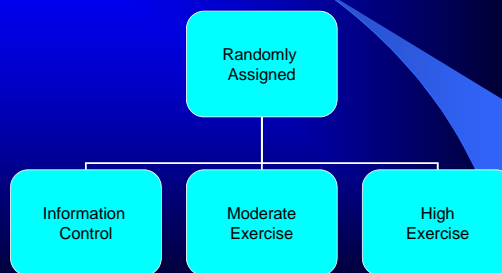 Randomly
Assigned
Information
Control
Moderate
Exercise
High
Exercise